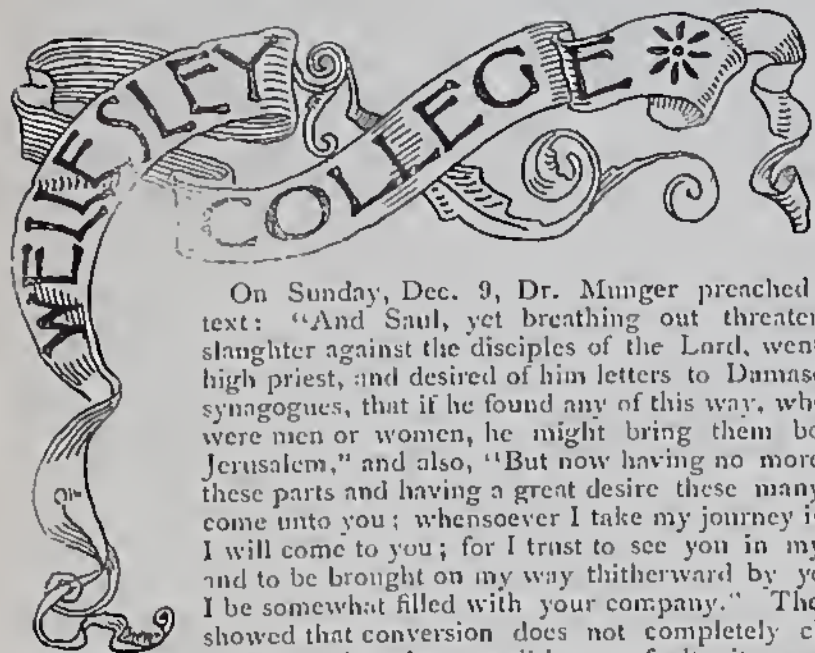 WELLESLEY COLLEGE
On Sunday, Dec. 9, Dr. Munger preached
text: "And Saul, yet breathing out threaten
slaughter against the disciples of the Lord, went
high priest, and desired of him letters to Damasc
synagogues, that if he found any of this way, whe
were men or women, he might bring them bo
Jerusalem," and also, "But now having no more
these parts and having a great desire these many
come unto you; whensoever I take my journey i
I will come to you; for I trust to see you in my
and to be brought on my way thitherward by yo
I be somewhat filled with your company." The
showed that conversion does not completely cl